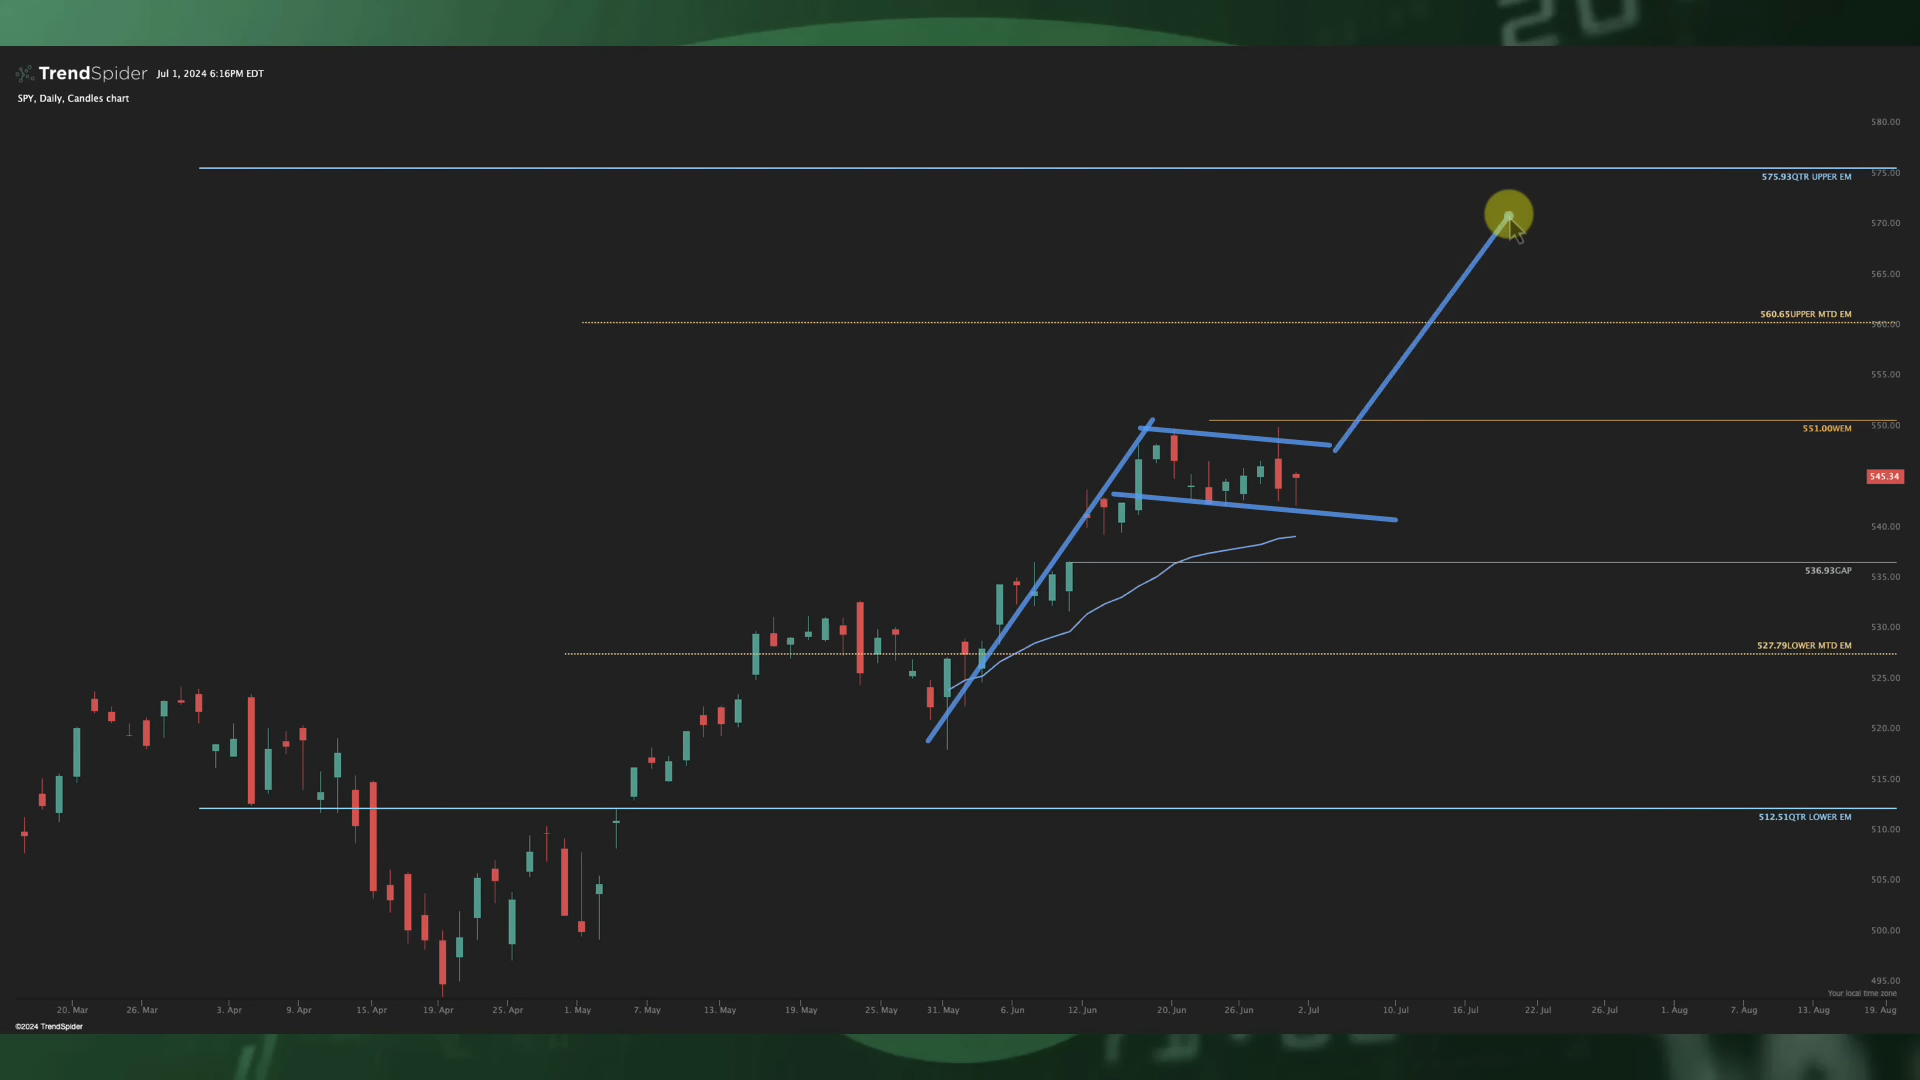 TrendSpider Jul 1, 2024 6:16PM EDT
SPY, Daily, Candles chart
580.00
575.00
575.93QTR UPPER EM
570.00
565.00
560.65UPPER MTD EM
560.00
555.00
550.00
551.00WEM
545.34
540.00
536.93GAP
535.00
530.00
527.79LOWER MTD EM
525.00
520.00
515.00
512.51QTR LOWER EM
510.00
505.00
500.00
495.00
Your local time zone
20. Mar 26. Mar 3. Apr 9. Apr 15. Apr 19. Apr 25. Apr 1. May 7. May 13. May 19. May 25. May 31. May 6. Jun 12. Jun 20. Jun 26. Jun 2. Jul 10. Jul 16. Jul 22. Jul 26. Jul 1. Aug 7. Aug 13. Aug 19. Aug
©2024 TrendSpider